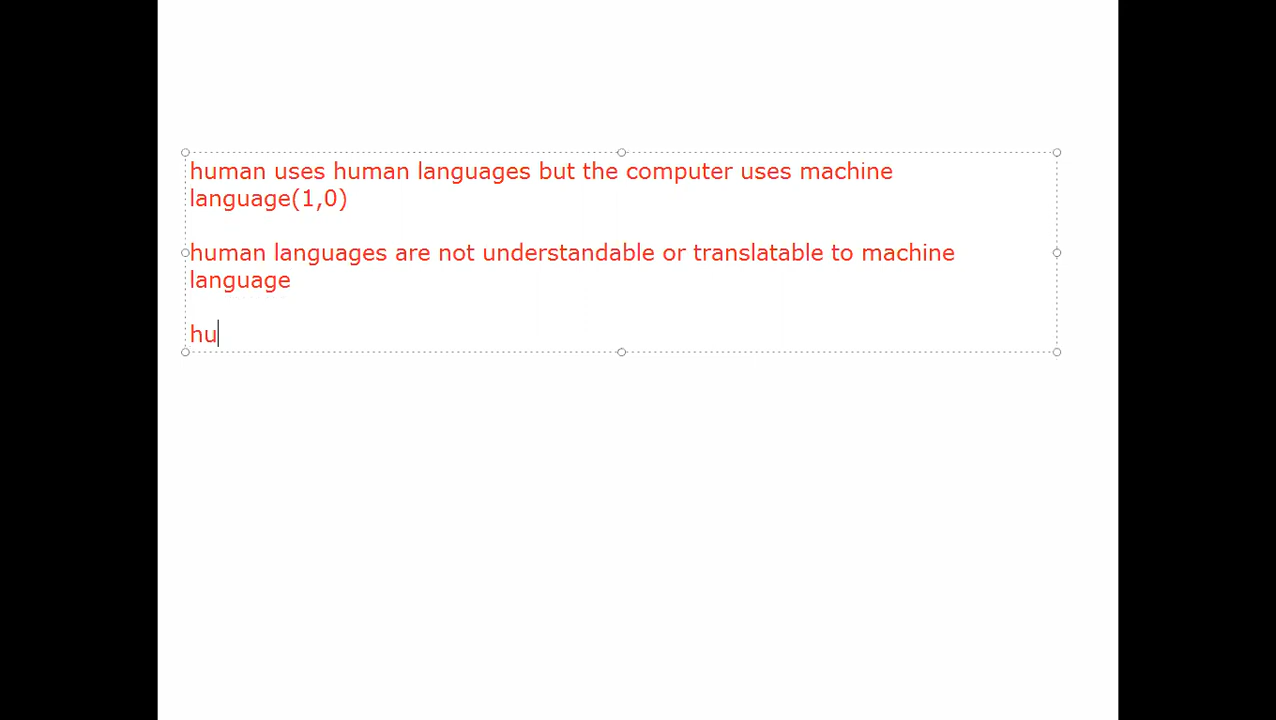 human uses human languages but the computer uses machine
language(1,0)
human languages are not understandable or translatable to machine
language
hu